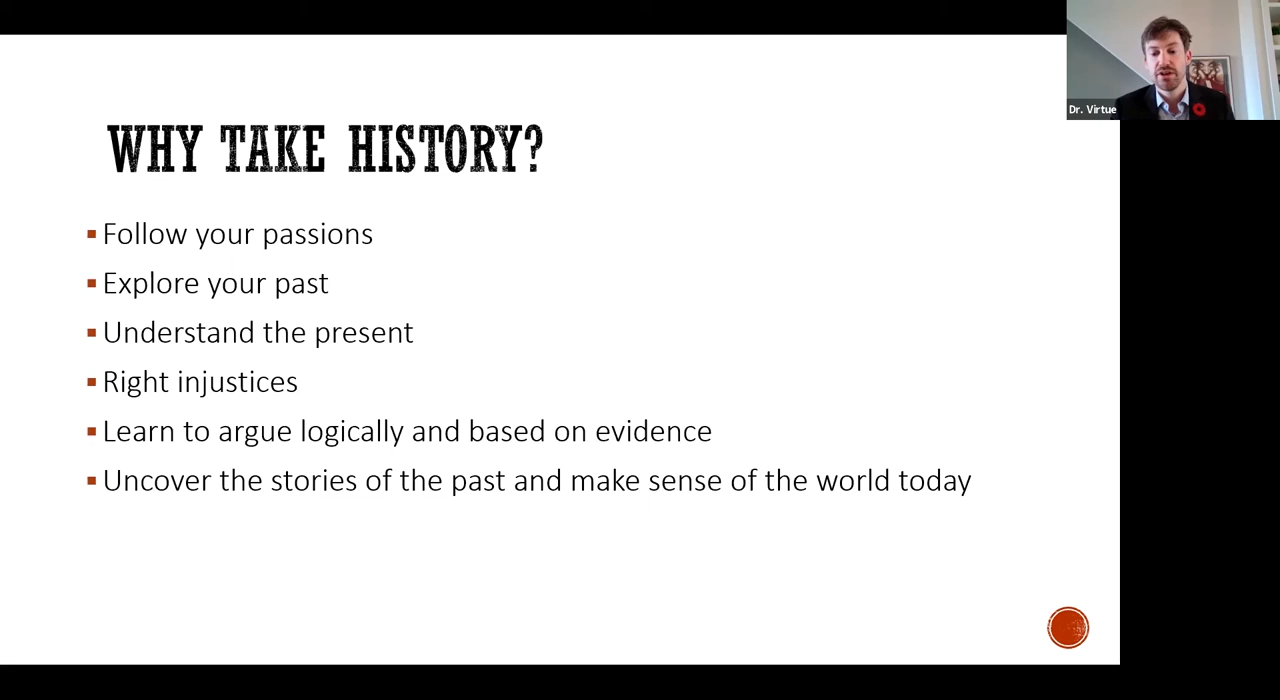 WHY TAKE HISTORY?
Follow your passions
Explore your past
Understand the present
Right injustices
Learn to argue logically and based on evidence
Uncover the stories of the past and make sense of the world today
Dr. Virtue